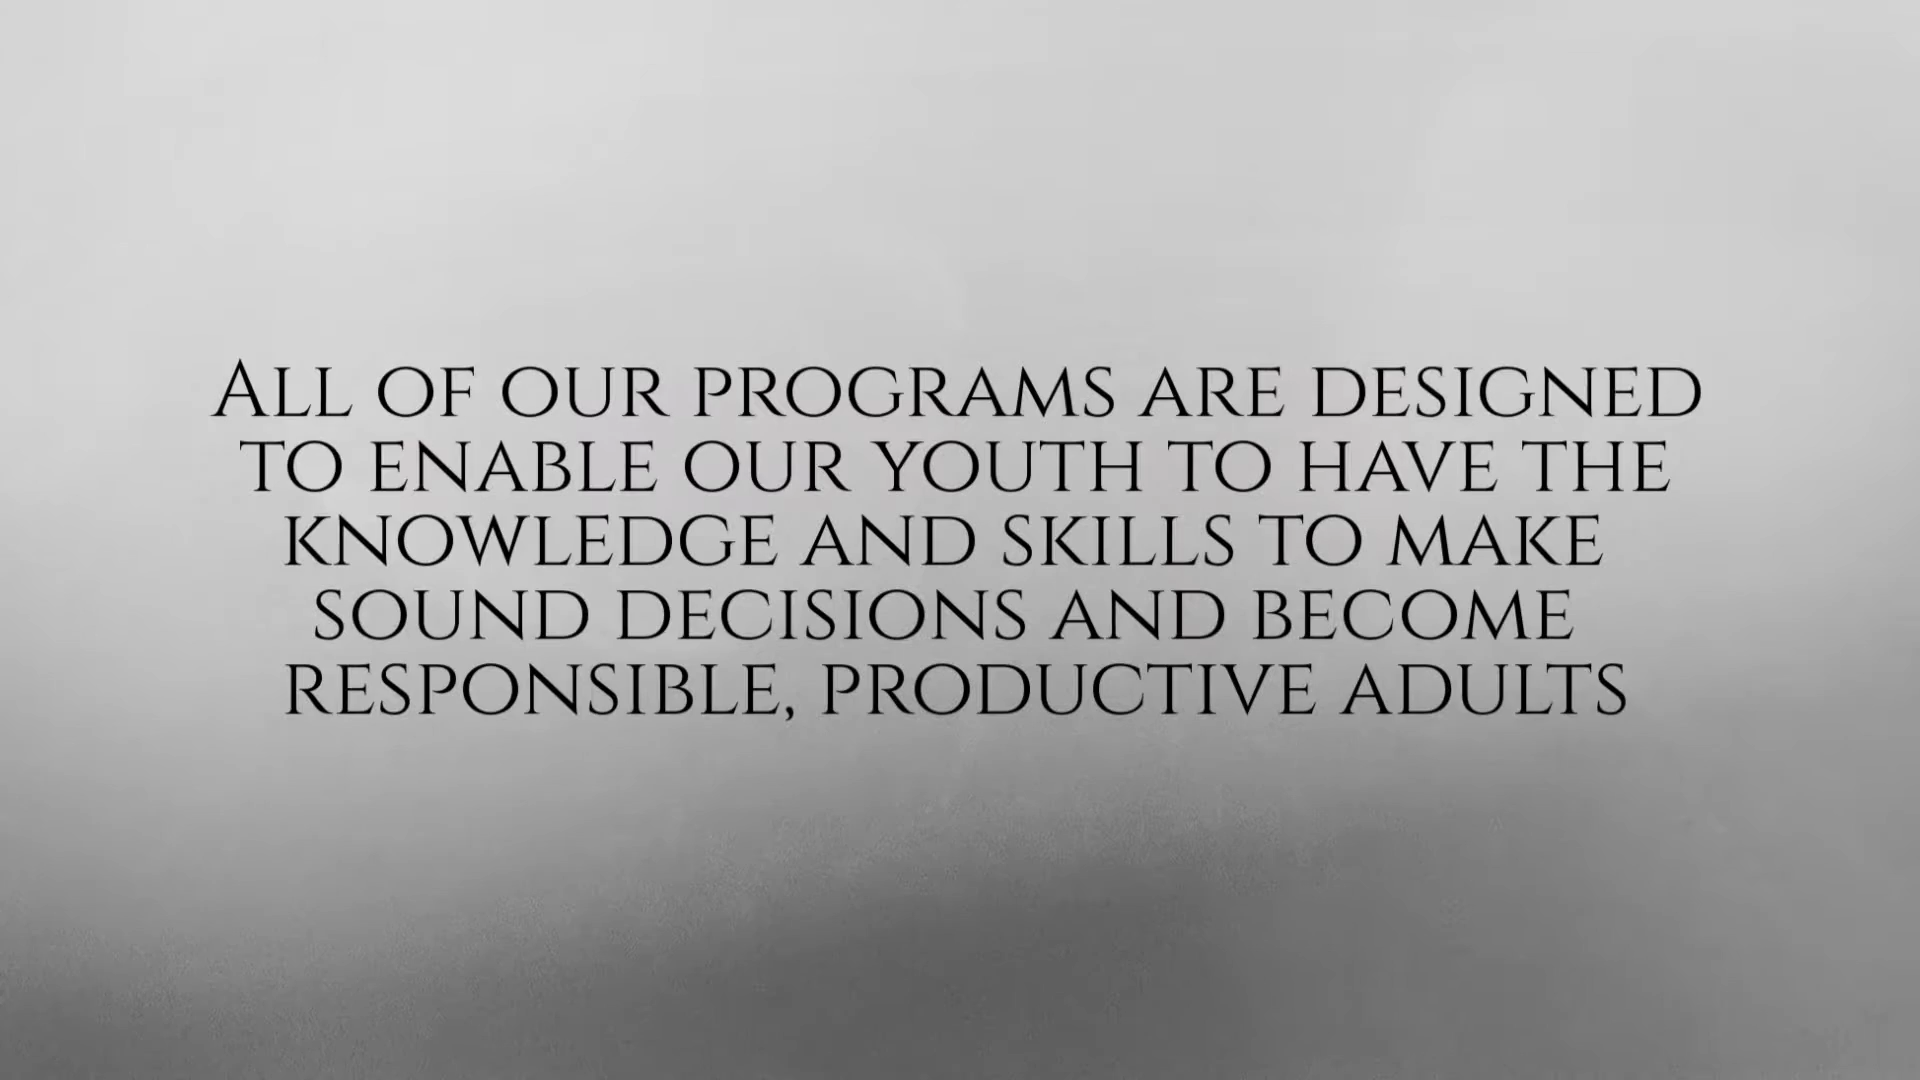 All of our programs are designed
to enable our youth to have the
knowledge and skills to make
sound decisions and become
responsible, productive adults